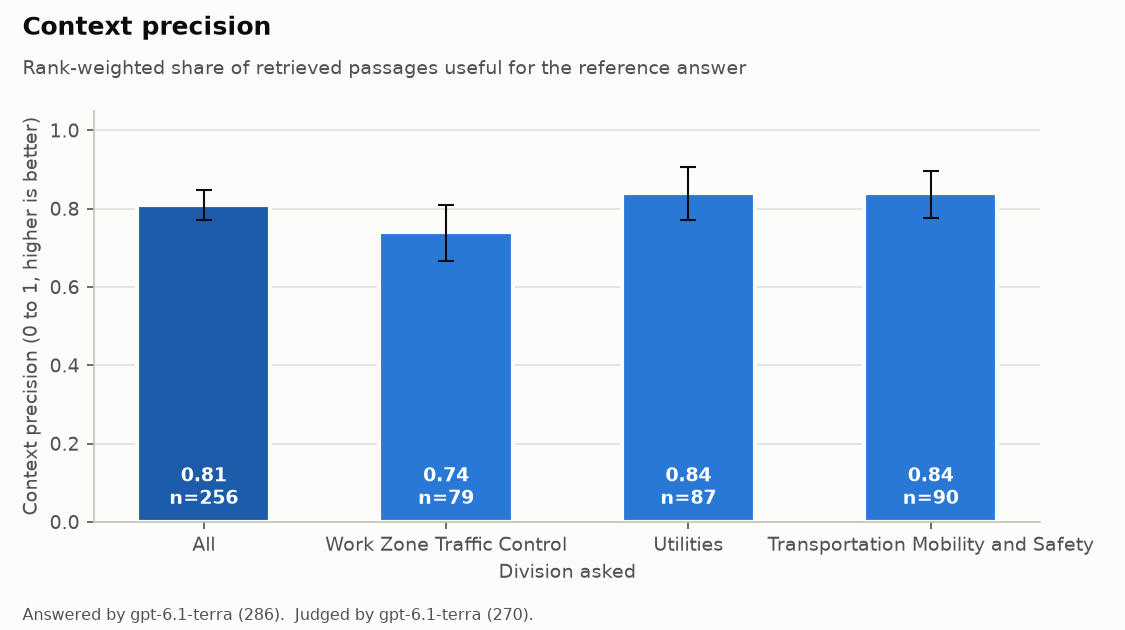 Context precision
Rank-weighted share of retrieved passages useful for the reference answer
Context precision (0 to 1, higher is better)
1.0
0.8
0.6
0.4
0.2
0.0
0.81
n=256
0.74
n=79
0.84
n=87
0.84
n=90
All
Work Zone Traffic Control
Utilities
Transportation Mobility and Safety
Division asked
Answered by gpt-6.1-terra (286).  Judged by gpt-6.1-terra (270).